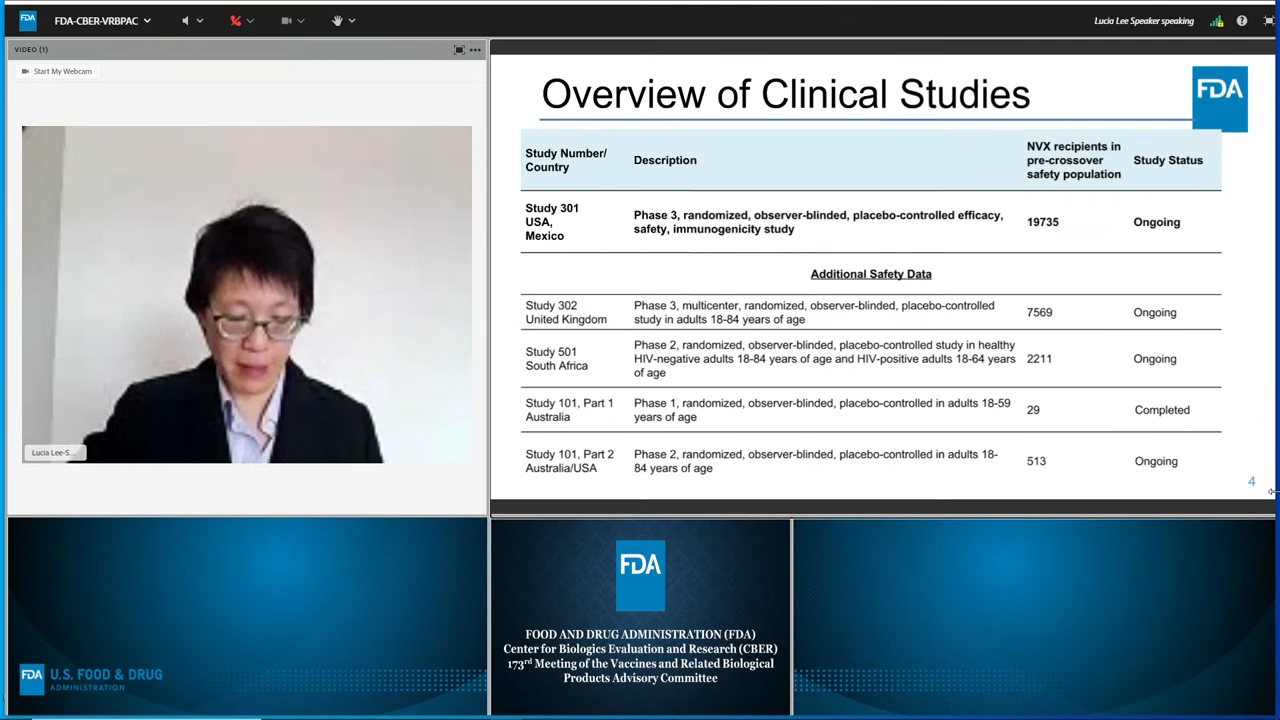 FDA
FDA-CBER-VRBPAC
Lucia Lee Speaker speaking
VIDEO (1)
Start My Webcam
Lucia Lee-S...
Overview of Clinical Studies
FDA
Study Number/
Country
Description
NVX recipients in
pre-crossover
safety population
Study Status
Study 301
USA,
Mexico
Phase 3, randomized, observer-blinded, placebo-controlled efficacy,
safety, immunogenicity study
19735
Ongoing
Additional Safety Data
Study 302
United Kingdom
Phase 3, multicenter, randomized, observer-blinded, placebo-controlled
study in adults 18-84 years of age
7569
Ongoing
Study 501
South Africa
Phase 2, randomized, observer-blinded, placebo-controlled study in healthy
HIV-negative adults 18-84 years of age and HIV-positive adults 18-64 years
of age
2211
Ongoing
Study 101, Part 1
Australia
Phase 1, randomized, observer-blinded, placebo-controlled in adults 18-59
years of age
29
Completed
Study 101, Part 2
Australia/USA
Phase 2, randomized, observer-blinded, placebo-controlled in adults 18-
84 years of age
513
Ongoing
4
FDA
U.S. FOOD & DRUG
ADMINISTRATION
FDA
FOOD AND DRUG ADMINISTRATION (FDA)
Center for Biologics Evaluation and Research (CBER)
173rd Meeting of the Vaccines and Related Biological
Products Advisory Committee